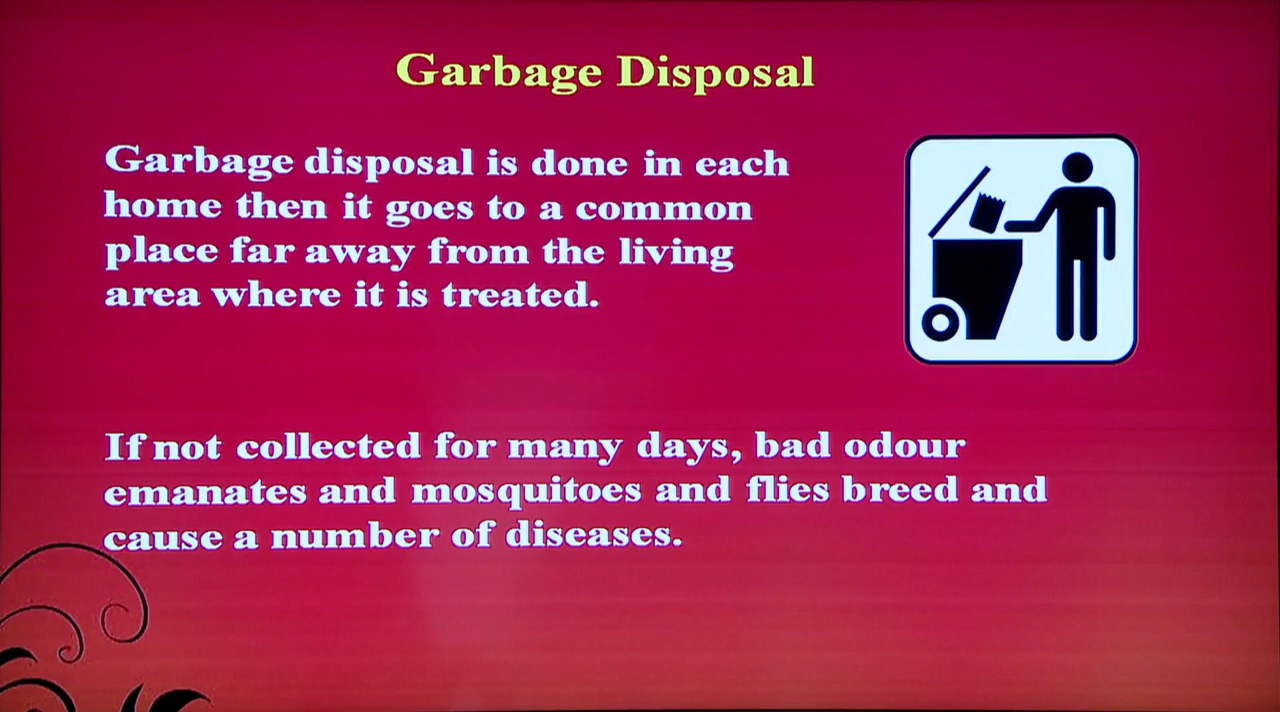 Garbage Disposal
Garbage disposal is done in each
home then it goes to a common
place far away from the living
area where it is treated.
If not collected for many days, bad odour
emanates and mosquitoes and flies breed and
cause a number of diseases.